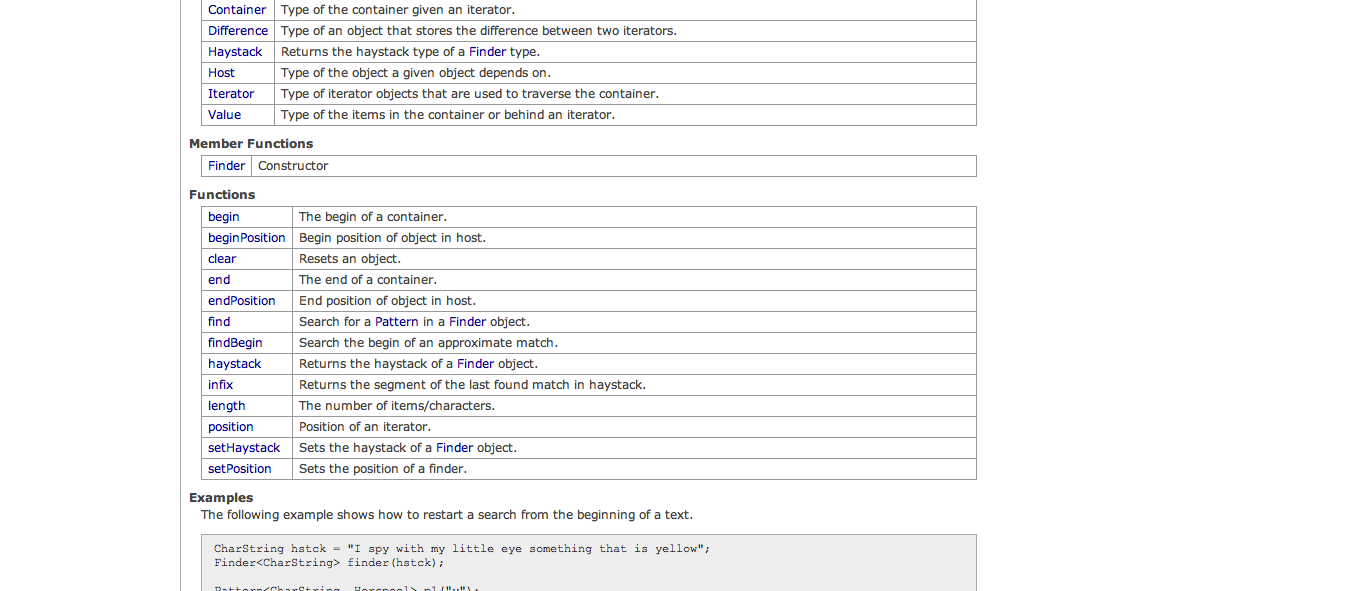 Container Type of the container given an iterator.
Difference Type of an object that stores the difference between two iterators.
Haystack Returns the haystack type of a Finder type.
Host Type of the object a given object depends on.
Iterator Type of iterator objects that are used to traverse the container.
Value Type of the items in the container or behind an iterator.
Member Functions
Finder Constructor
Functions
begin The begin of a container.
beginPosition Begin position of object in host.
clear Resets an object.
end The end of a container.
endPosition End position of object in host.
find Search for a Pattern in a Finder object.
findBegin Search the begin of an approximate match.
haystack Returns the haystack of a Finder object.
infix Returns the segment of the last found match in haystack.
length The number of items/characters.
position Position of an iterator.
setHaystack Sets the haystack of a Finder object.
setPosition Sets the position of a finder.
Examples
The following example shows how to restart a search from the beginning of a text.
CharString hstck = "I spy with my little eye something that is yellow";
Finder<CharString> finder(hstck);
Pattern<CharString, Horspool> p1("y");